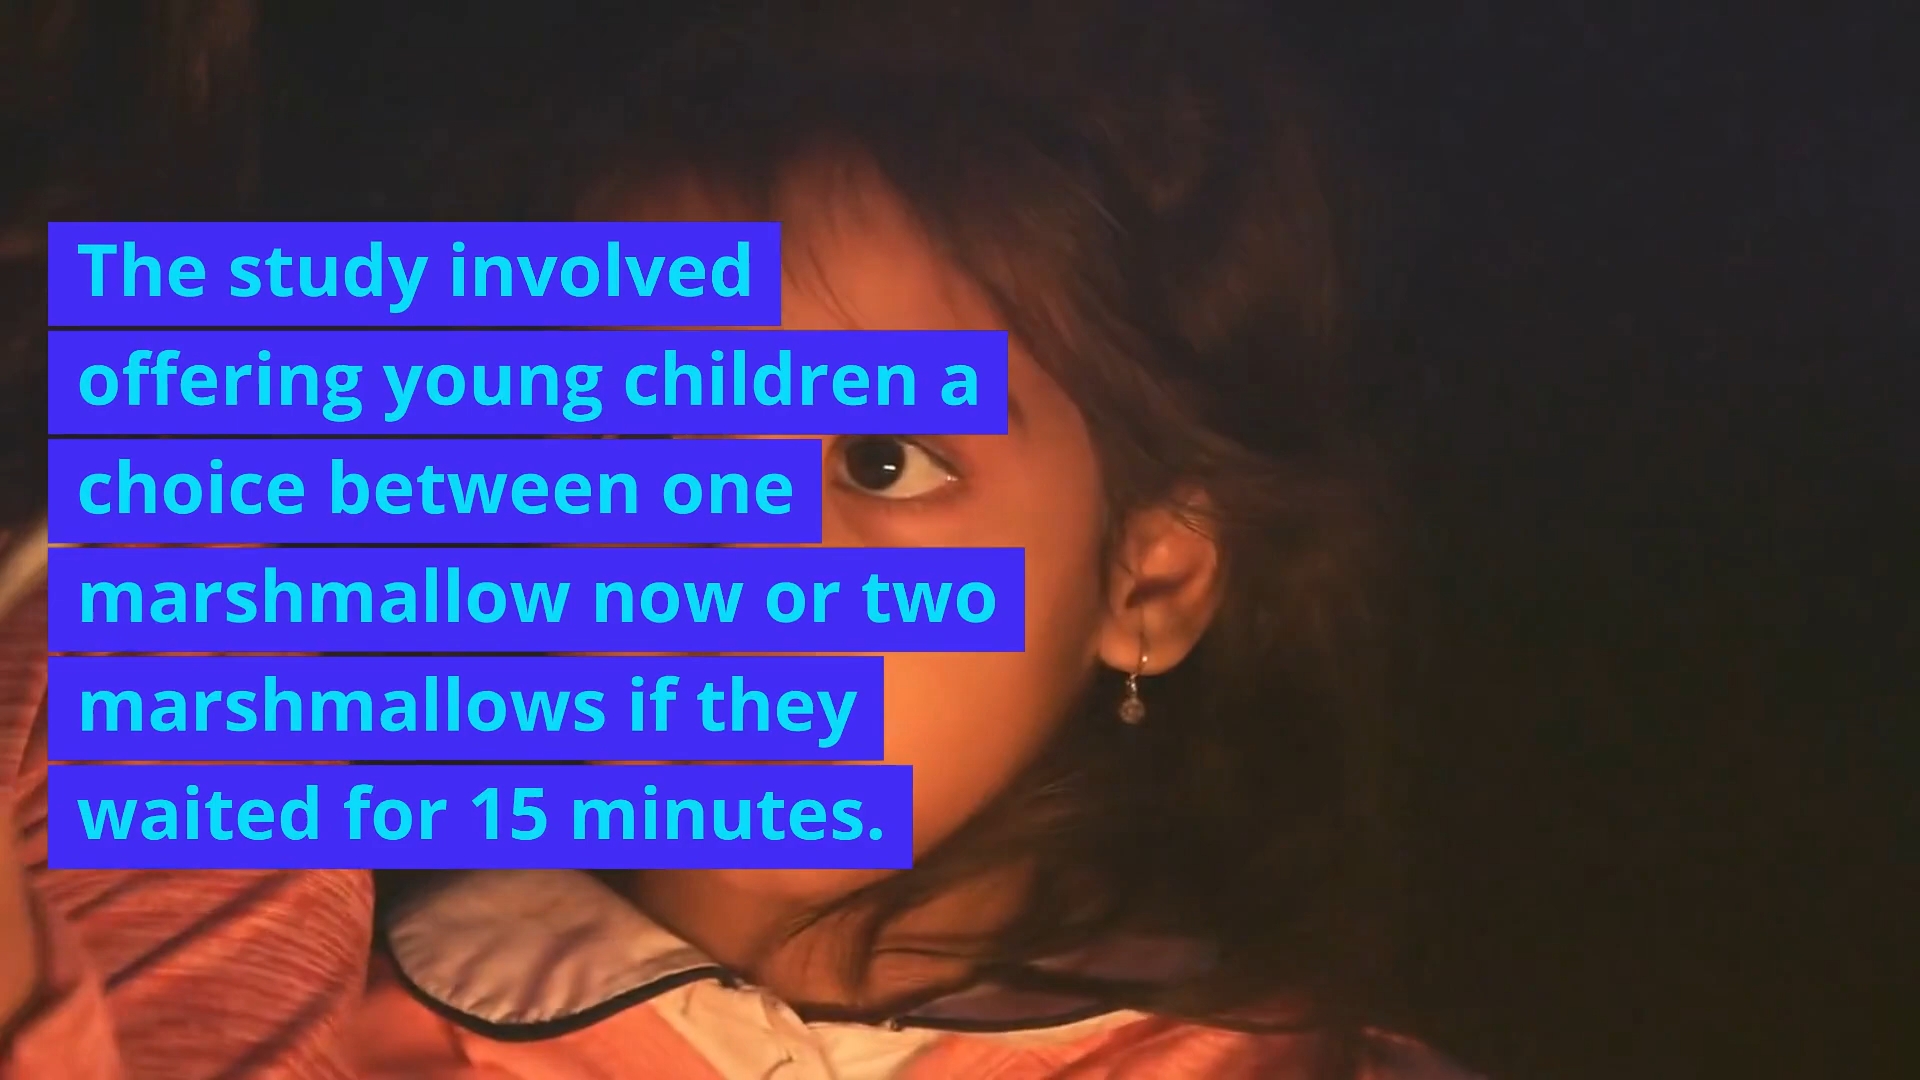 The study involved
offering young children a
choice between one
marshmallow now or two
marshmallows if they
waited for 15 minutes.